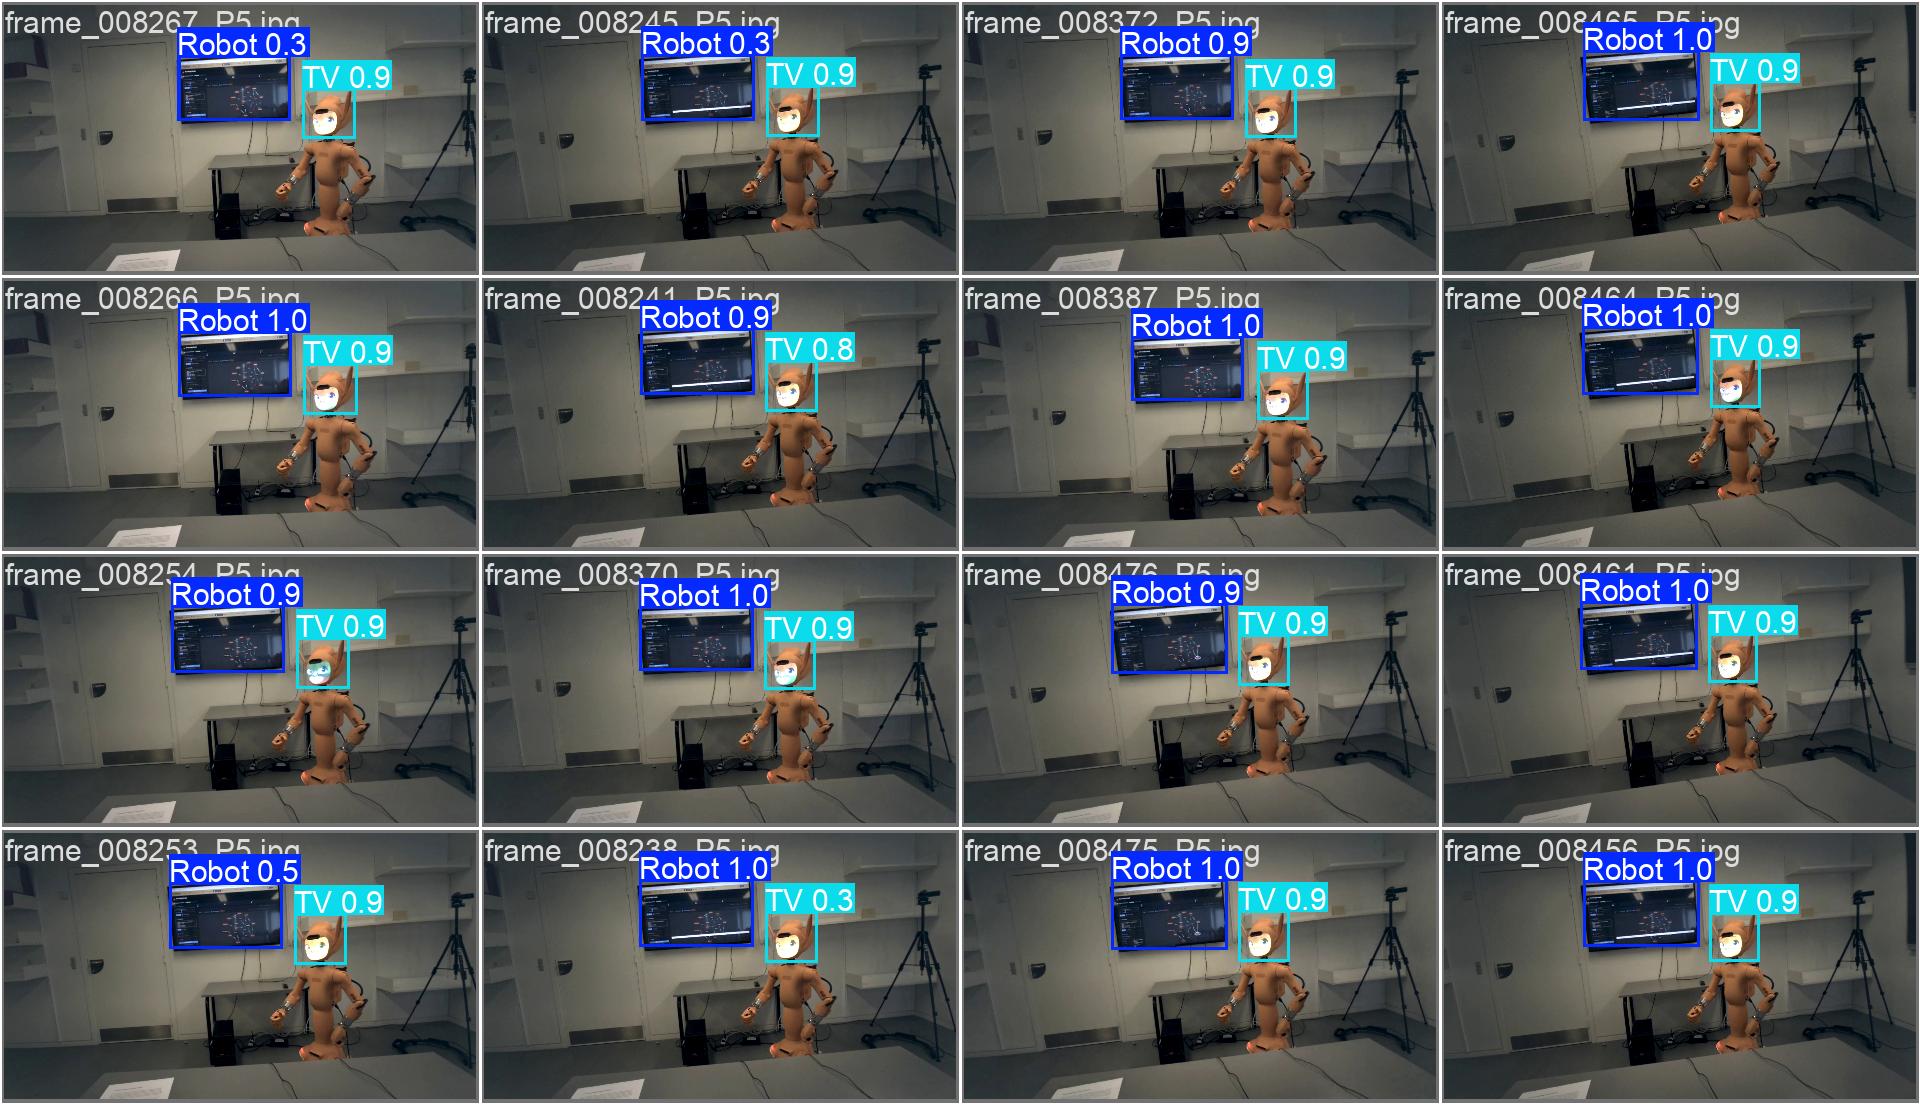 frame_008267_P5.jpg
Robot 0.3
TV 0.9
frame_008245_P5.jpg
Robot 0.3
TV 0.9
frame_008372_P5.jpg
Robot 0.9
TV 0.9
frame_008465_P5.jpg
Robot 1.0
TV 0.9
frame_008266_P5.jpg
Robot 1.0
TV 0.9
frame_008241_P5.jpg
Robot 0.9
TV 0.8
frame_008387_P5.jpg
Robot 1.0
TV 0.9
frame_008464_P5.jpg
Robot 1.0
TV 0.9
frame_008254_P5.jpg
Robot 0.9
TV 0.9
frame_008370_P5.jpg
Robot 1.0
TV 0.9
frame_008476_P5.jpg
Robot 0.9
TV 0.9
frame_008461_P5.jpg
Robot 1.0
TV 0.9
frame_008253_P5.jpg
Robot 0.5
TV 0.9
frame_008238_P5.jpg
Robot 1.0
TV 0.3
frame_008475_P5.jpg
Robot 1.0
TV 0.9
frame_008456_P5.jpg
Robot 1.0
TV 0.9